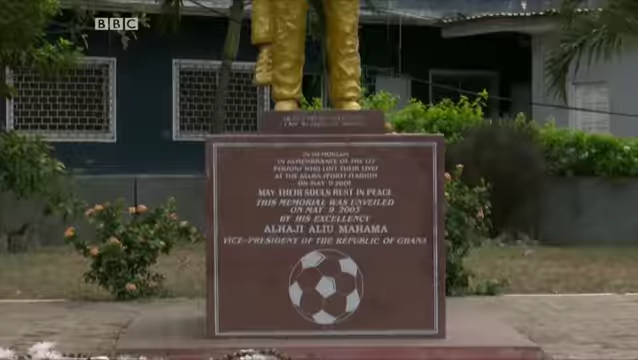 BBC
IN MEMORIAM
IN REMEMBRANCE OF THE 127
PERSONS WHO LOST THEIR LIVES
AT THE ACCRA SPORT STADIUM
ON MAY 9 2001
MAY THEIR SOULS REST IN PEACE
THIS MEMORIAL WAS UNVEILED
ON MAY 9 2003
BY HIS EXCELLENCY
ALHAJI ALIU MAHAMA
VICE-PRESIDENT OF THE REPUBLIC OF GHANA